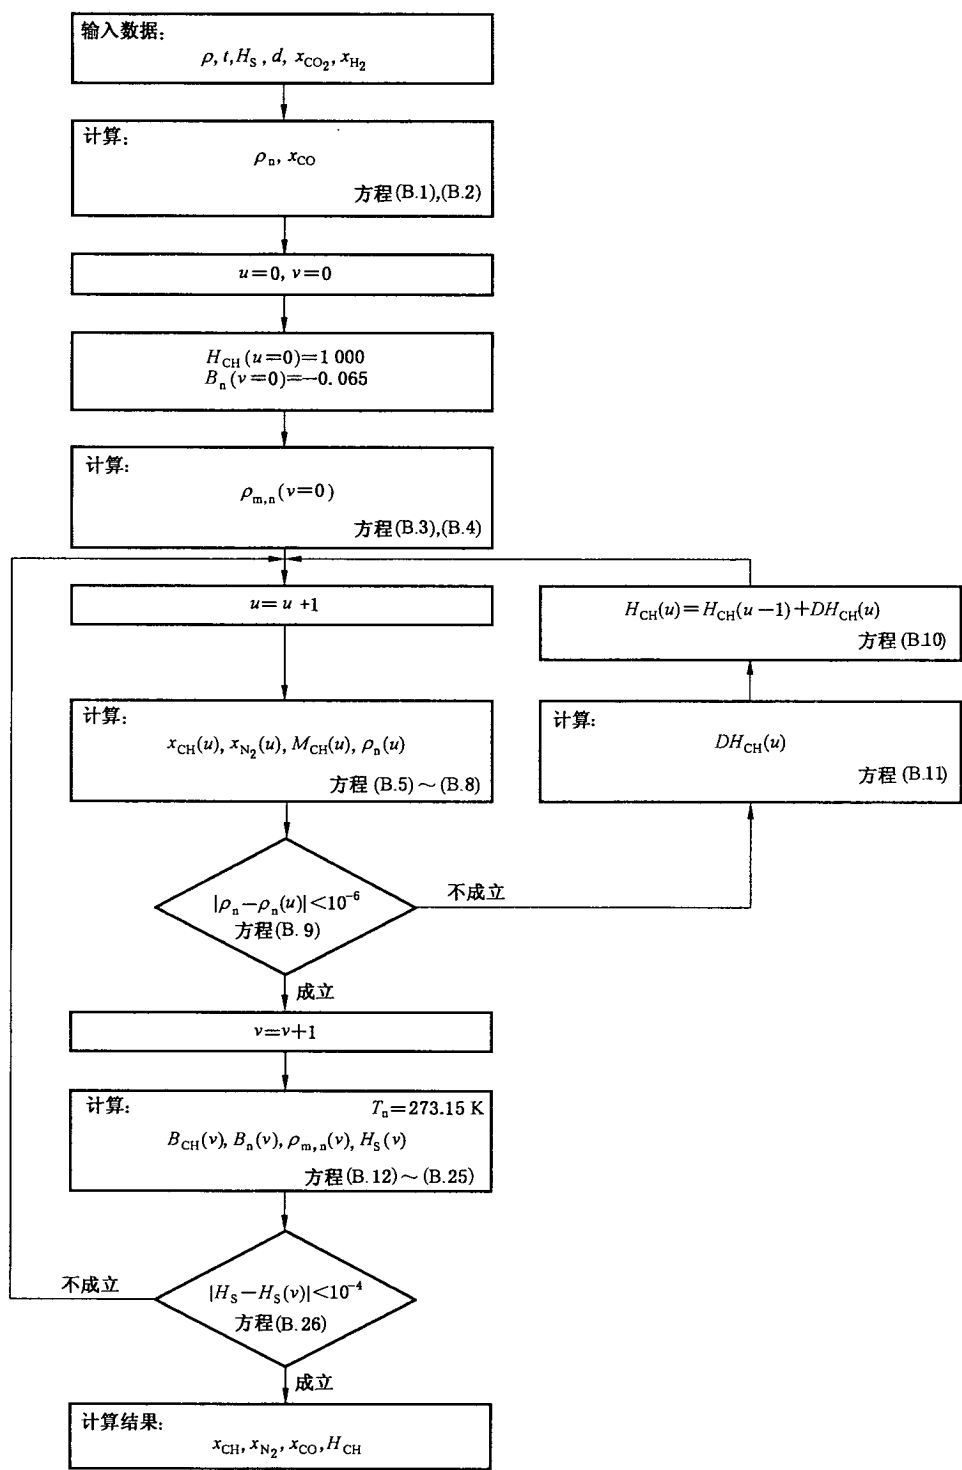 输入数据:
ρ, t, H_S, d, x_CO₂, x_H₂
计算:
ρ_n, x_CO
方程(B.1),(B.2)
u=0, v=0
H_CH(u=0)=1 000
B_n(v=0)=-0.065
计算:
ρ_m,n(v=0)
方程(B.3),(B.4)
u=u+1
H_CH(u)=H_CH(u-1)+DH_CH(u)
方程(B.10)
计算:
x_CH(u), x_N₂(u), M_CH(u), ρ_n(u)
方程(B.5)~(B.8)
计算:
DH_CH(u)
方程(B.11)
|ρ_n-ρ_n(u)|<10⁻⁶
方程(B.9)
不成立
成立
v=v+1
计算: T_n=273.15 K
B_CH(v), B_n(v), ρ_m,n(v), H_S(v)
方程(B.12)~(B.25)
不成立
|H_S-H_S(v)|<10⁻⁴
方程(B.26)
成立
计算结果:
x_CH, x_N₂, x_CO, H_CH